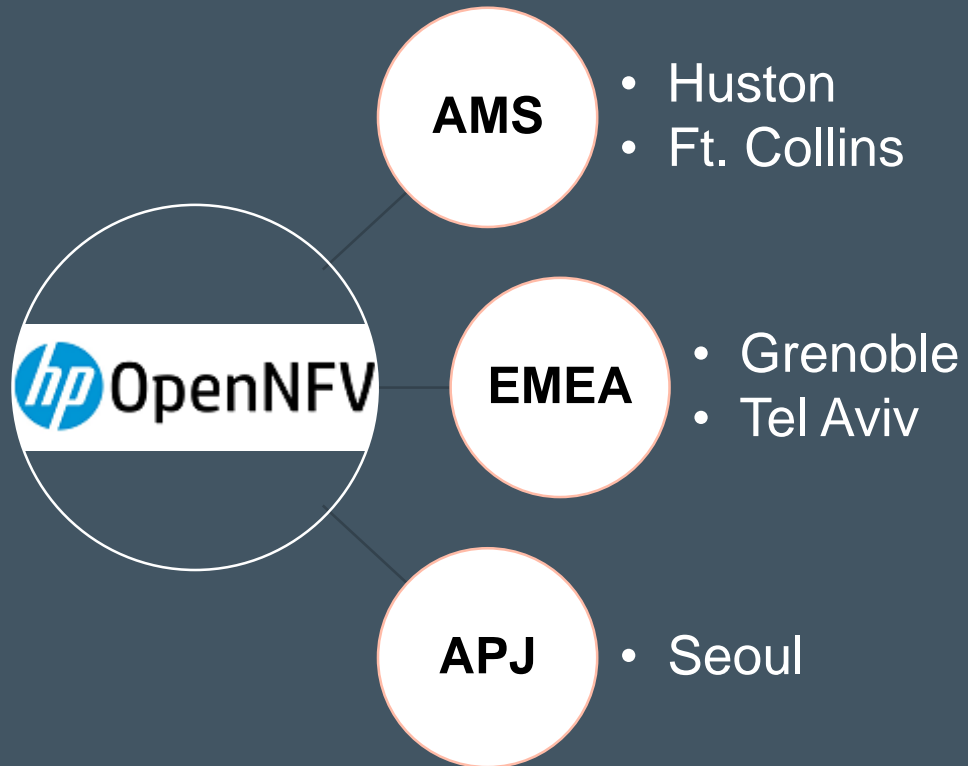 AMS
• Huston
• Ft. Collins
hp OpenNFV
EMEA
• Grenoble
• Tel Aviv
APJ
• Seoul